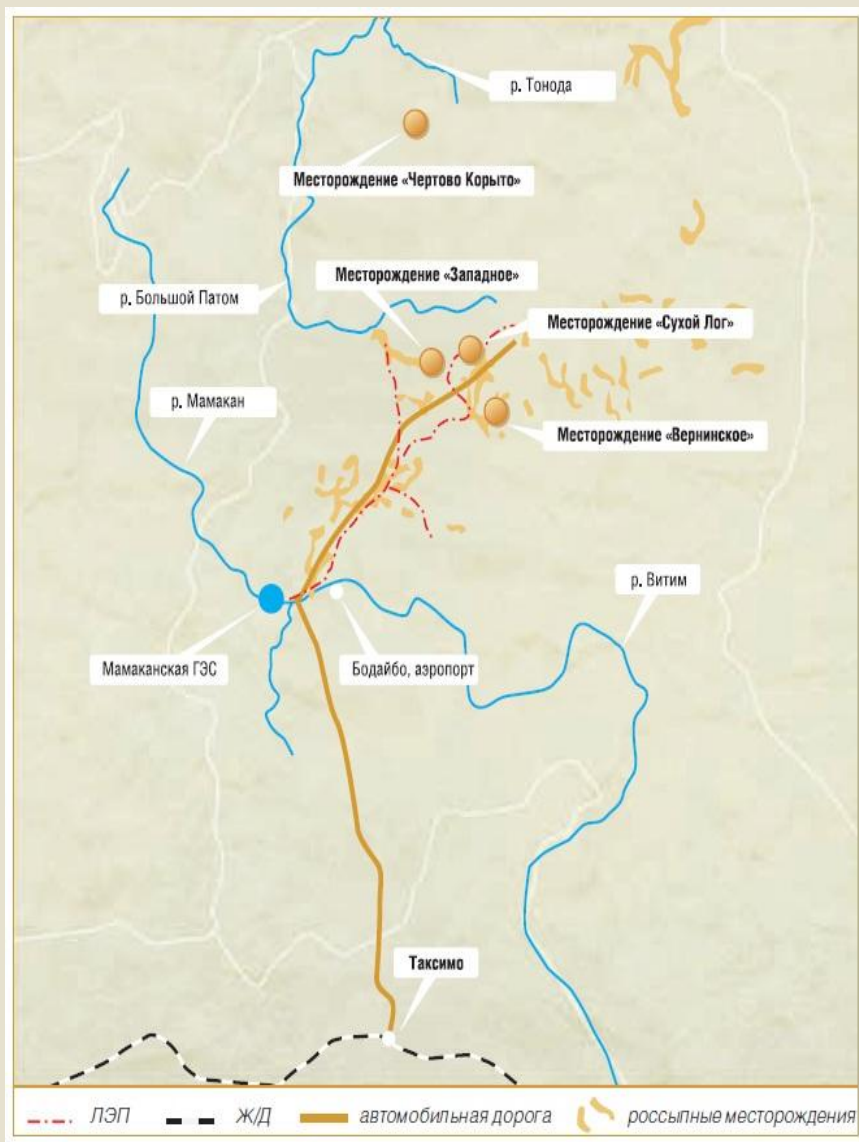 р. Тонода
Месторождение «Чертово Корыто»
Месторождение «Западное»
р. Большой Патом
Месторождение «Сухой Лог»
р. Мамакан
Месторождение «Вернинское»
р. Витим
Мамаканская ГЭС
Бодайбо, аэропорт
Таксимо
ЛЭП
Ж/Д
автомобильная дорога
россыпные месторождения